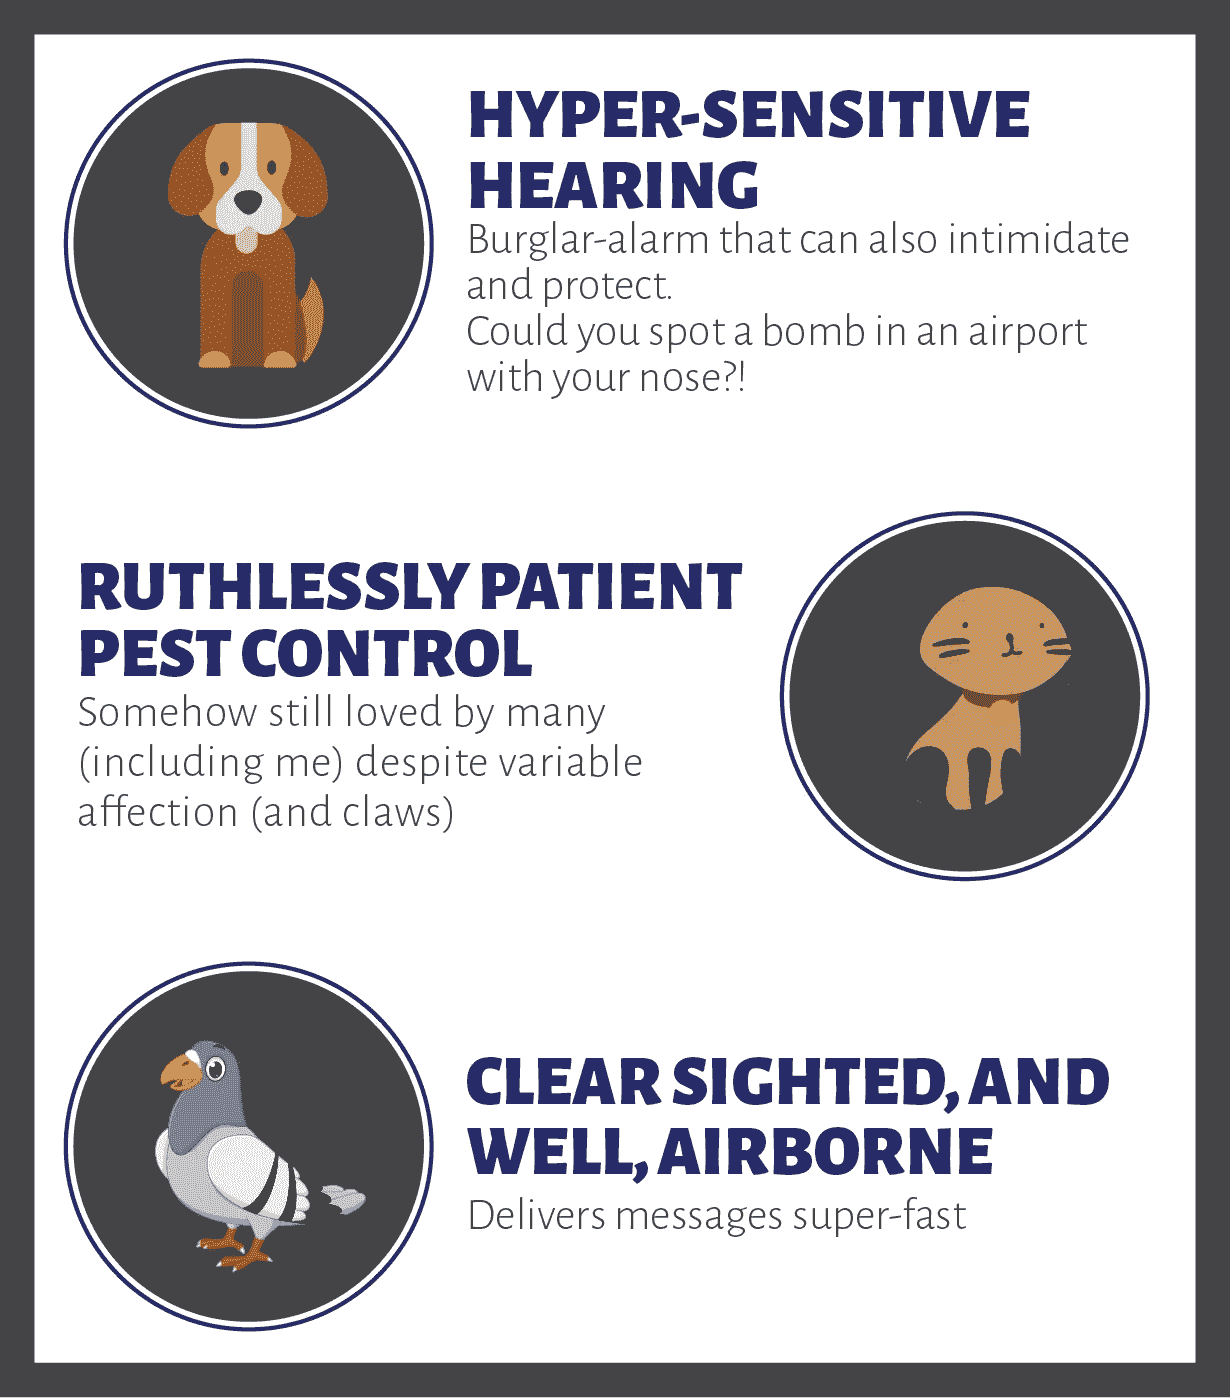 HYPER-SENSITIVE
HEARING
Burglar-alarm that can also intimidate
and protect.
Could you spot a bomb in an airport
with your nose?!
RUTHLESSLY PATIENT
PEST CONTROL
Somehow still loved by many
(including me) despite variable
affection (and claws)
CLEAR SIGHTED, AND
WELL, AIRBORNE
Delivers messages super-fast